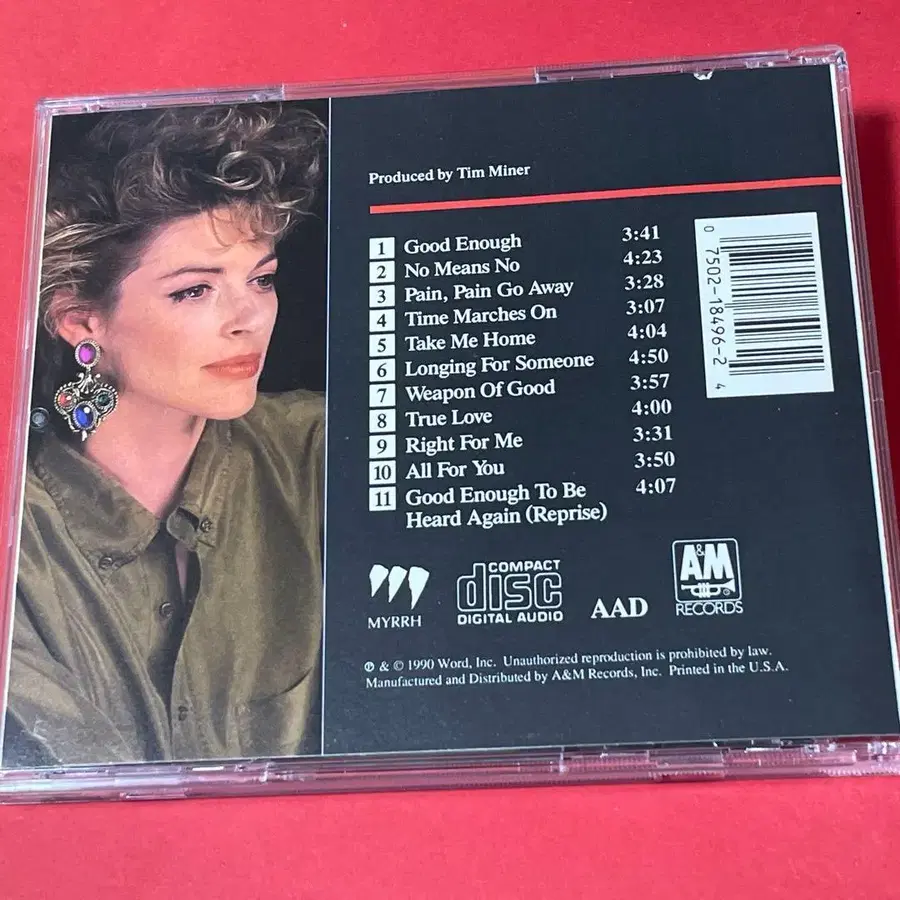 Produced by Tim Miner
1 Good Enough 3:41
2 No Means No 4:23
3 Pain, Pain Go Away 3:28
4 Time Marches On 3:07
5 Take Me Home 4:04
6 Longing For Someone 4:50
7 Weapon Of Good 3:57
8 True Love 4:00
9 Right For Me 3:31
10 All For You 3:50
11 Good Enough To Be 4:07
Heard Again (Reprise)
0 7502-18496-2 4
MYRRH
COMPACT
disc
DIGITAL AUDIO
AAD
A&M
RECORDS
℗ & © 1990 Word, Inc. Unauthorized reproduction is prohibited by law.
Manufactured and Distributed by A&M Records, Inc. Printed in the U.S.A.